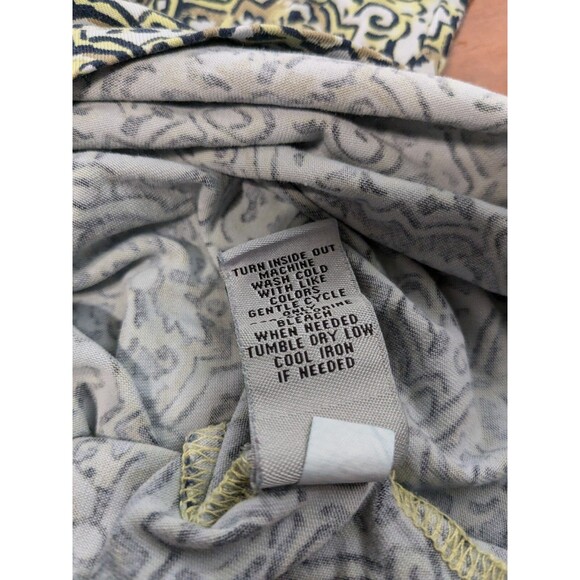 TURN INSIDE OUT
MACHINE
WASH COLD
WITH LIKE
COLORS
GENTLE CYCLE
BLEACH
WHEN NEEDED
TUMBLE DRY LOW
COOL IRON
IF NEEDED